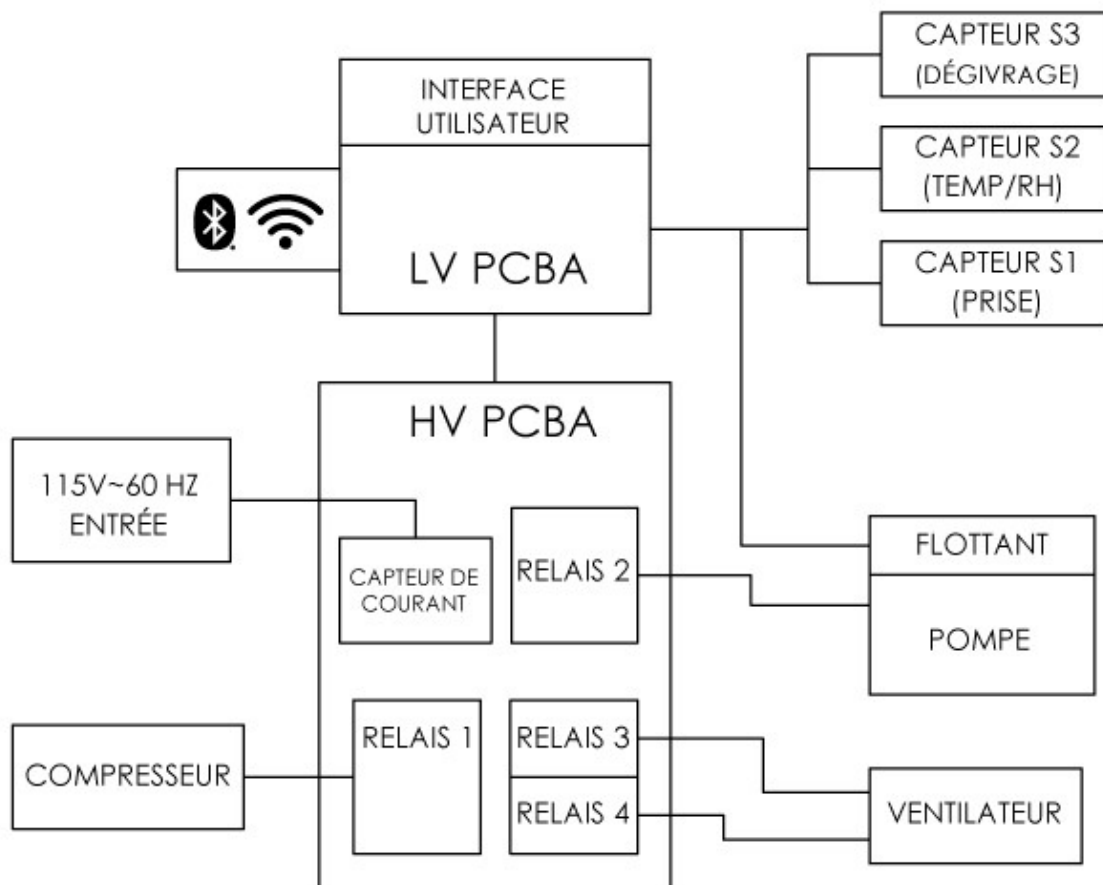 INTERFACE
UTILISATEUR
LV PCBA
CAPTEUR S3
(DÉGIVRAGE)
CAPTEUR S2
(TEMP/RH)
CAPTEUR S1
(PRISE)
HV PCBA
115V~60 HZ
ENTRÉE
CAPTEUR DE
COURANT
RELAIS 2
FLOTTANT
POMPE
COMPRESSEUR
RELAIS 1
RELAIS 3
RELAIS 4
VENTILATEUR